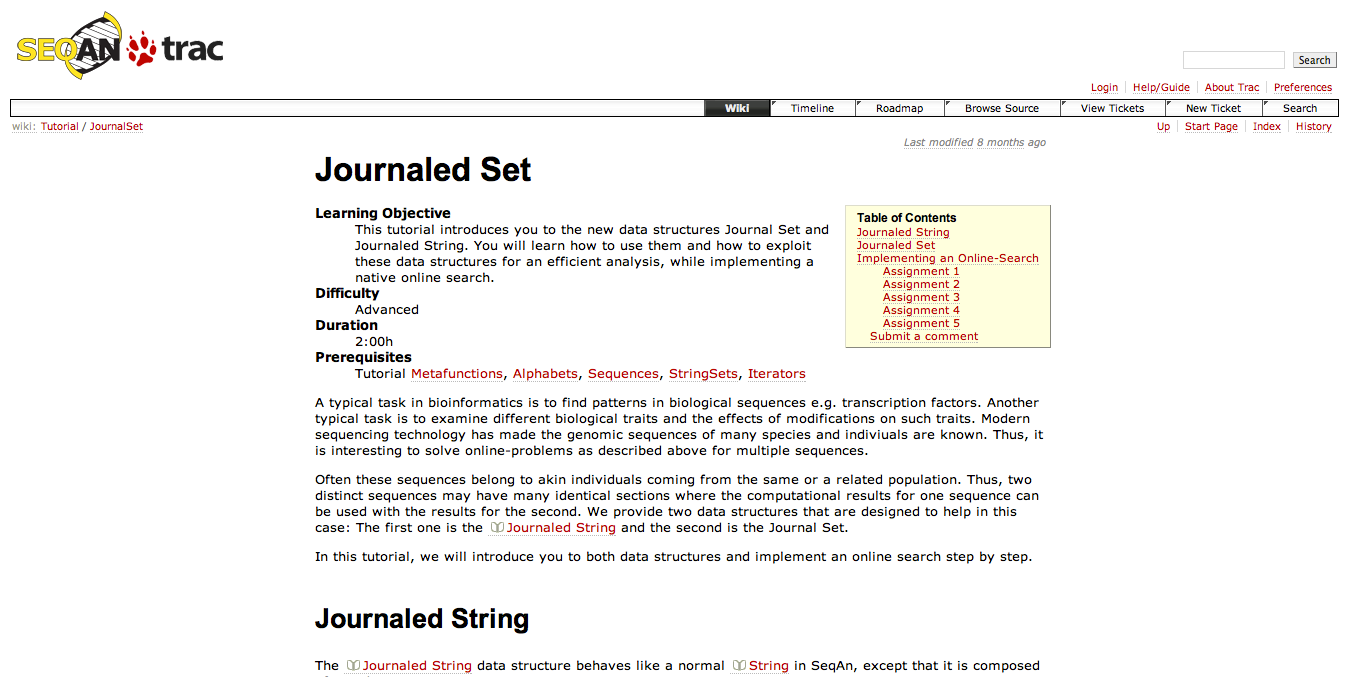 SEQAN trac
Search
Login Help/Guide About Trac Preferences
Wiki Timeline Roadmap Browse Source View Tickets New Ticket Search
wiki: Tutorial / JournalSet
Up Start Page Index History
Last modified 8 months ago
Journaled Set
Learning Objective
This tutorial introduces you to the new data structures Journal Set and
Journaled String. You will learn how to use them and how to exploit
these data structures for an efficient analysis, while implementing a
native online search.
Difficulty
Advanced
Duration
2:00h
Prerequisites
Tutorial Metafunctions, Alphabets, Sequences, StringSets, Iterators
Table of Contents
Journaled String
Journaled Set
Implementing an Online-Search
Assignment 1
Assignment 2
Assignment 3
Assignment 4
Assignment 5
Submit a comment
A typical task in bioinformatics is to find patterns in biological sequences e.g. transcription factors. Another
typical task is to examine different biological traits and the effects of modifications on such traits. Modern
sequencing technology has made the genomic sequences of many species and indiviuals are known. Thus, it
is interesting to solve online-problems as described above for multiple sequences.
Often these sequences belong to akin individuals coming from the same or a related population. Thus, two
distinct sequences may have many identical sections where the computational results for one sequence can
be used with the results for the second. We provide two data structures that are designed to help in this
case: The first one is the Journaled String and the second is the Journal Set.
In this tutorial, we will introduce you to both data structures and implement an online search step by step.
Journaled String
The Journaled String data structure behaves like a normal String in SeqAn, except that it is composed